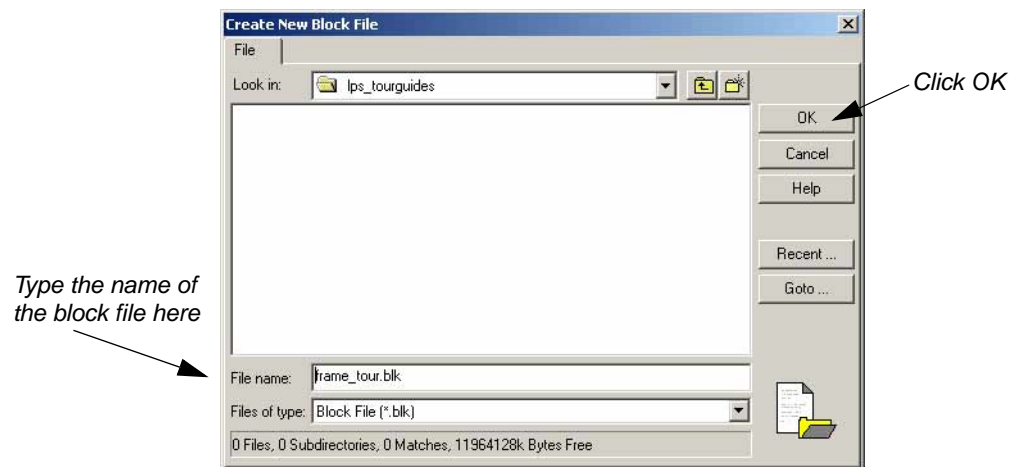 Create New Block File
File
Look in: lps_tourguides
Click OK
OK
Cancel
Help
Recent ...
Goto ...
Type the name of
the block file here
File name: frame_tour.blk
Files of type: Block File (*.blk)
0 Files, 0 Subdirectories, 0 Matches, 11964128k Bytes Free